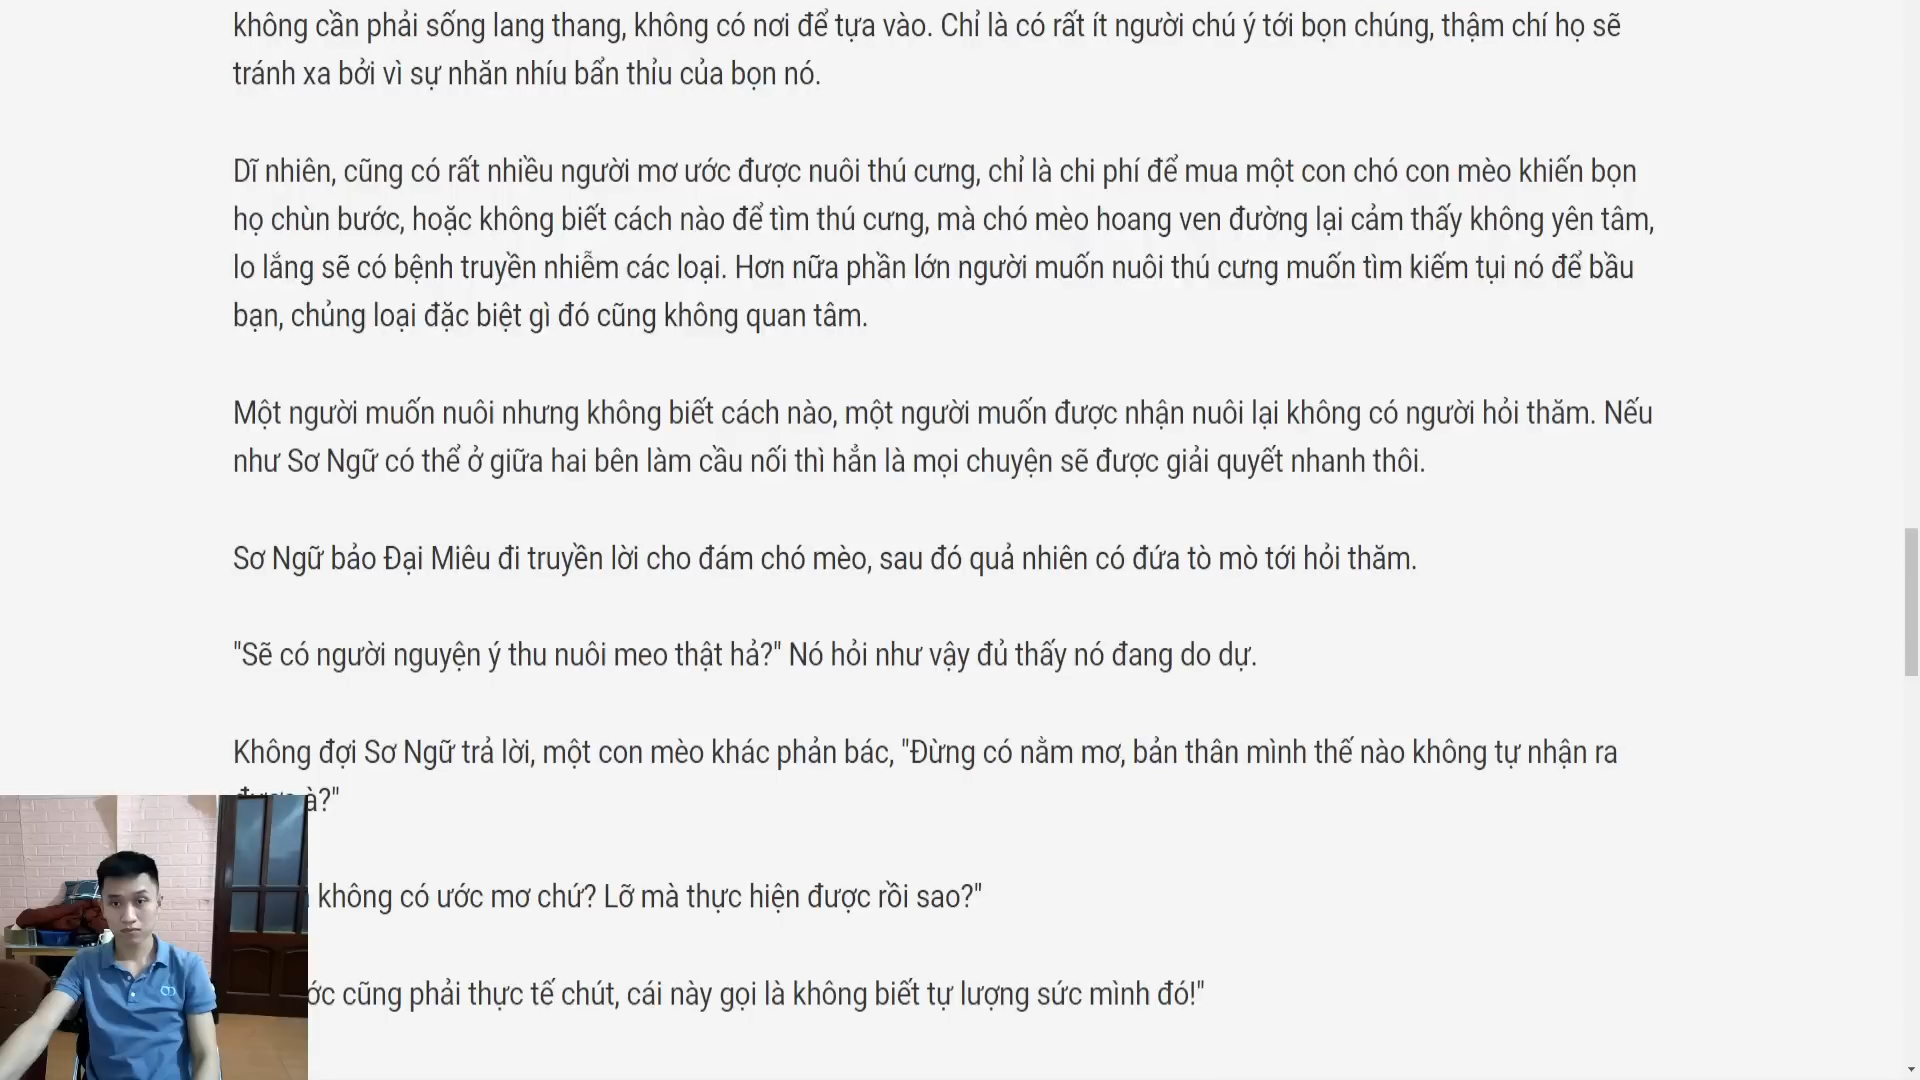 không cần phải sống lang thang, không có nơi để tựa vào. Chỉ là có rất ít người chú ý tới bọn chúng, thậm chí họ sẽ
tránh xa bởi vì sự nhăn nhíu bẩn thỉu của bọn nó.
Dĩ nhiên, cũng có rất nhiều người mơ ước được nuôi thú cưng, chỉ là chi phí để mua một con chó con mèo khiến bọn
họ chùn bước, hoặc không biết cách nào để tìm thú cưng, mà chó mèo hoang ven đường lại cảm thấy không yên tâm,
lo lắng sẽ có bệnh truyền nhiễm các loại. Hơn nữa phần lớn người muốn nuôi thú cưng muốn tìm kiếm tụi nó để bầu
bạn, chủng loại đặc biệt gì đó cũng không quan tâm.
Một người muốn nuôi nhưng không biết cách nào, một người muốn được nhận nuôi lại không có người hỏi thăm. Nếu
như Sơ Ngữ có thể ở giữa hai bên làm cầu nối thì hẳn là mọi chuyện sẽ được giải quyết nhanh thôi.
Sơ Ngữ bảo Đại Miêu đi truyền lời cho đám chó mèo, sau đó quả nhiên có đứa tò mò tới hỏi thăm.
"Sẽ có người nguyện ý thu nuôi meo thật hả?" Nó hỏi như vậy đủ thấy nó đang do dự.
Không đợi Sơ Ngữ trả lời, một con mèo khác phản bác, "Đừng có nằm mơ, bản thân mình thế nào không tự nhận ra
à?"
không có ước mơ chứ? Lỡ mà thực hiện được rồi sao?"
cũng phải thực tế chút, cái này gọi là không biết tự lượng sức mình đó!"